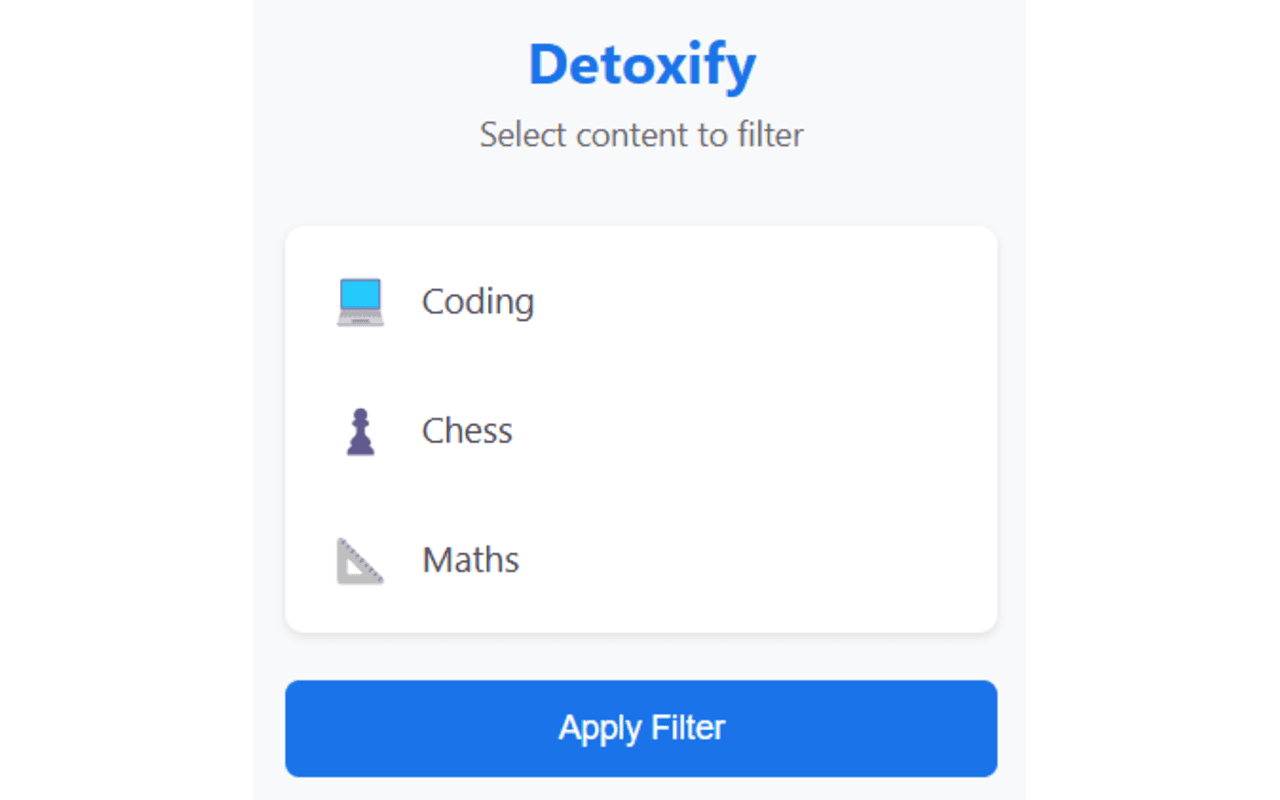 Detoxify
Select content to filter
Coding
Chess
Maths
Apply Filter